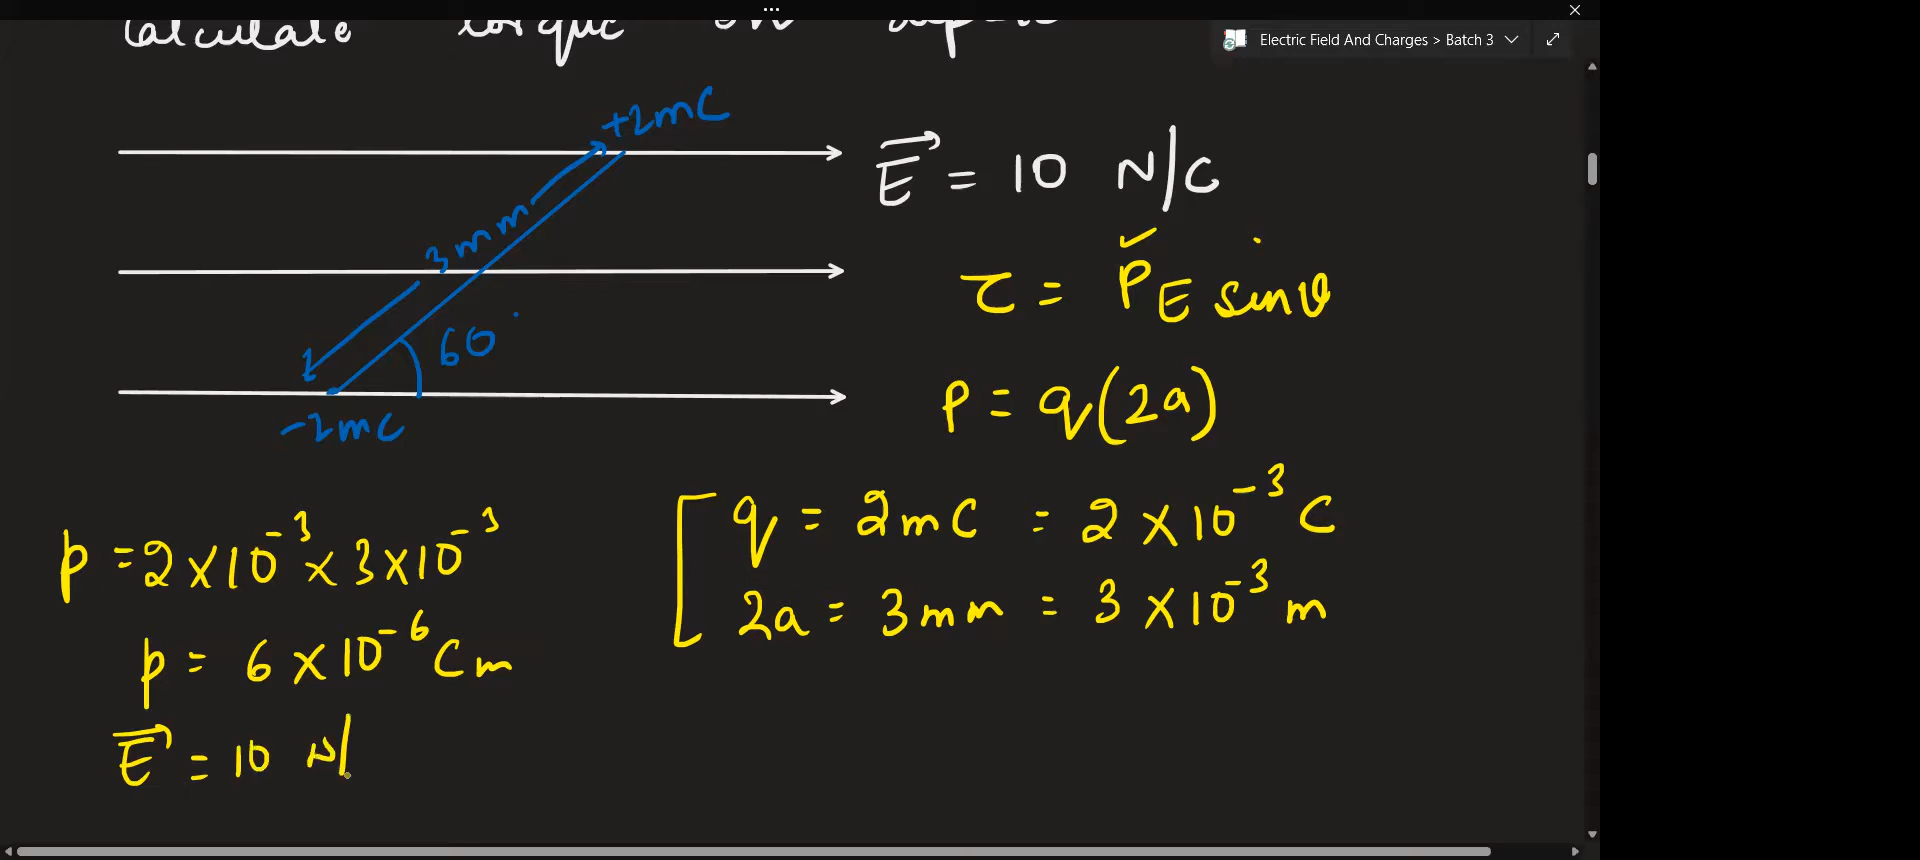 calculate torque on
Electric Field And Charges > Batch 3
+2mC
E⃗ = 10 N/C
3mm
τ = PE sinθ
60°
P = q(2a)
-2mC
q = 2mC = 2 × 10⁻³ C
p = 2 × 10⁻³ × 3 × 10⁻³
2a = 3mm = 3 × 10⁻³ m
p = 6 × 10⁻⁶ Cm
E⃗ = 10 N/